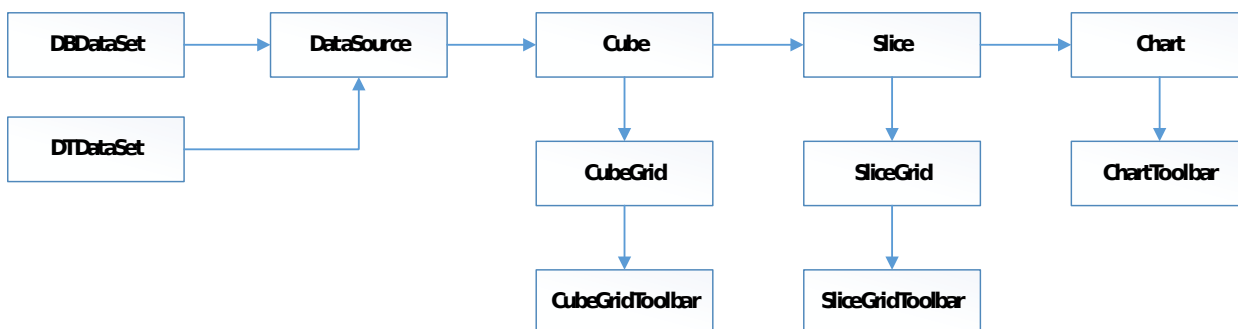 DBDataSet
DataSource
Cube
Slice
Chart
DTDataSet
CubeGrid
SliceGrid
ChartToolbar
CubeGridToolbar
SliceGridToolbar